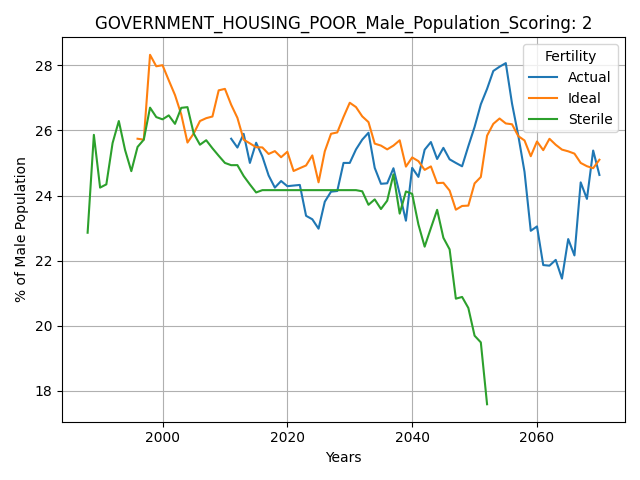 GOVERNMENT_HOUSING_POOR_Male_Population_Scoring: 2
% of Male Population
28
26
24
22
20
18
Fertility
Actual
Ideal
Sterile
2000
2020
2040
2060
Years